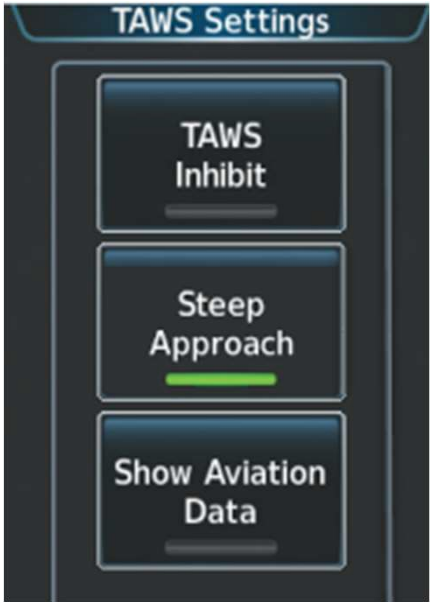 TAWS Settings
TAWS
Inhibit
Steep
Approach
Show Aviation
Data